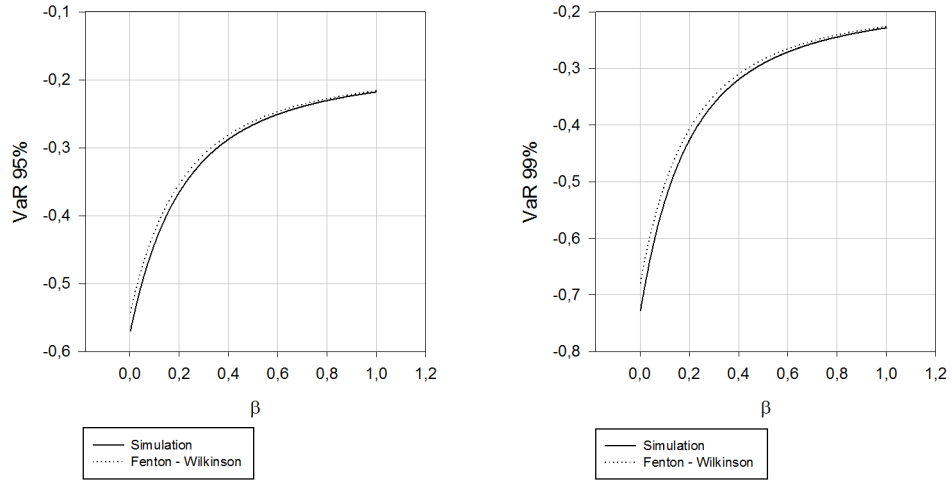 VaR 95%
-0,1
-0,2
-0,3
-0,4
-0,5
-0,6
0,0 0,2 0,4 0,6 0,8 1,0 1,2
β
Simulation
Fenton - Wilkinson
VaR 99%
-0,2
-0,3
-0,4
-0,5
-0,6
-0,7
-0,8
0,0 0,2 0,4 0,6 0,8 1,0 1,2
β
Simulation
Fenton - Wilkinson